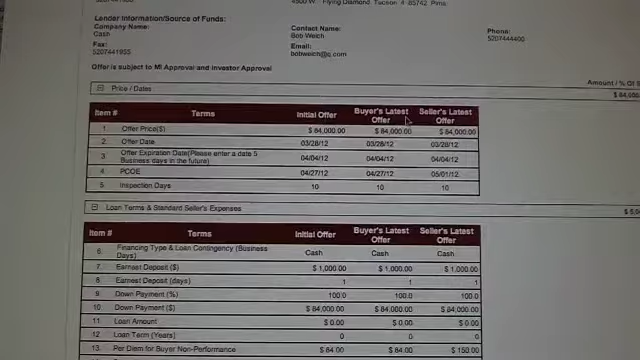 4500 W. Flying Diamond Tucson 4 85742 Pima
Lender Information/Source of Funds:
Company Name: Contact Name: Phone:
Cash Bob Welch 5207444400
Fax: Email:
5207441955 bobwelch@q.com
Offer is subject to MI Approval and Investor Approval
Amount / % Of
Price / Dates $ 84,000
Item # Terms Initial Offer Buyer's Latest Offer Seller's Latest Offer
1. Offer Price($) $ 84,000.00 $ 84,000.00 $ 84,000.00
2. Offer Date 03/28/12 03/28/12 03/28/12
3. Offer Expiration Date(Please enter a date 5 Business days in the future) 04/04/12 04/04/12 04/04/12
4. PCOE 04/27/12 04/27/12 05/01/12
5. Inspection Days 10 10 10
Loan Terms & Standard Seller's Expenses
Item # Terms Initial Offer Buyer's Latest Offer Seller's Latest Offer
6. Financing Type & Loan Contingency (Business Days) Cash Cash Cash
7. Earnest Deposit ($) $ 1,000.00 $ 1,000.00 $ 1,000.00
8. Earnest Deposit (days) 1 1 1
9. Down Payment (%) 100.0 100.0 100.0
10. Down Payment ($) $ 84,000.00 $ 84,000.00 $ 84,000.00
11. Loan Amount $ 0.00 $ 0.00 $ 0.00
12. Loan Term (Years) 0 0 0
13. Per Diem for Buyer Non-Performance $ 84.00 $ 84.00 $ 150.00